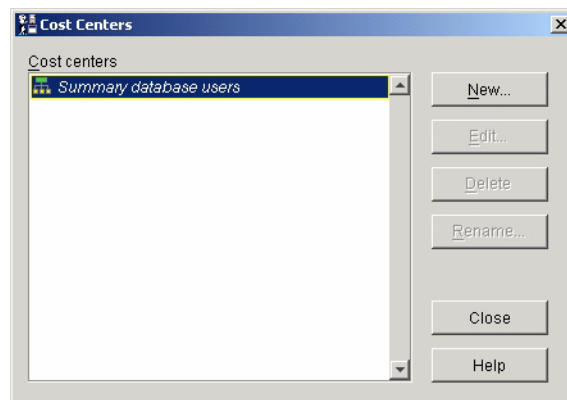 Cost Centers
Cost centers
Summary database users
New...
Edit...
Delete
Rename...
Close
Help